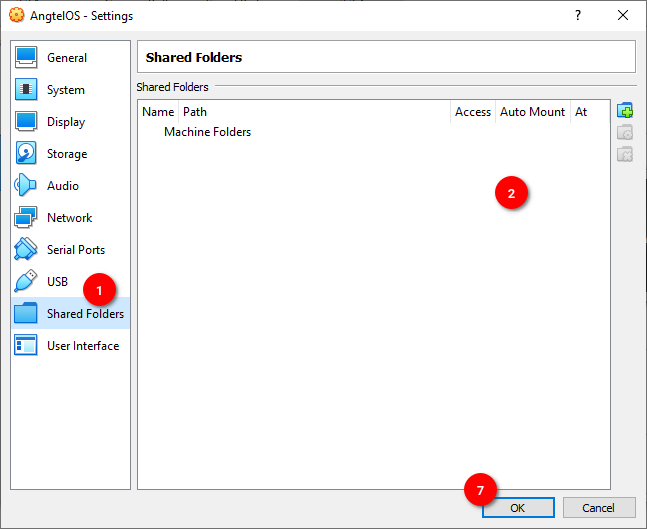 AngtelOS - Settings
?
General
System
Display
Storage
Audio
Network
Serial Ports
USB
1
Shared Folders
User Interface
Shared Folders
Shared Folders
Name Path Access Auto Mount At
Machine Folders
2
7
OK Cancel